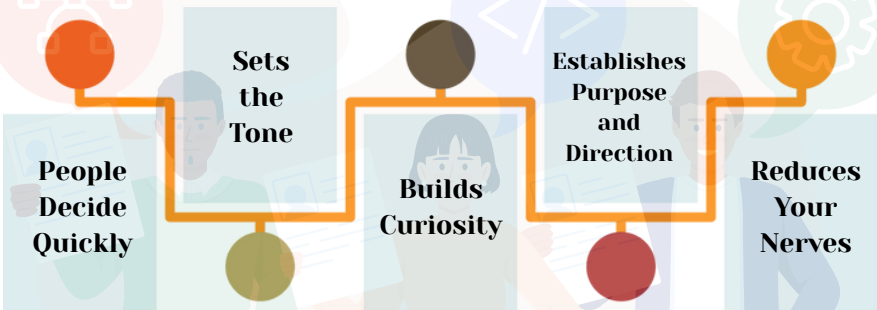 People
Decide
Quickly
Sets
the
Tone
Builds
Curiosity
Establishes
Purpose
and
Direction
Reduces
Your
Nerves